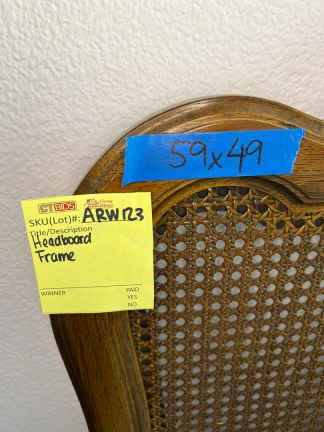 59x49
CTBIDS
SKU(Lot)#: ARW123
Title/Description
Headboard
Frame
WINNER PAID
YES
NO